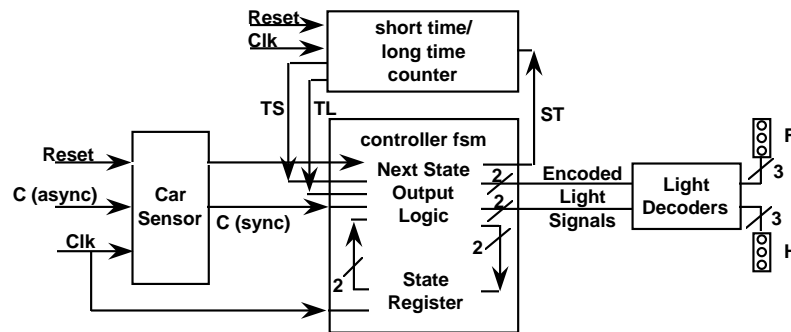 Reset
Clk
short time/
long time
counter
TS
TL
ST
controller fsm
Reset
C (async)
Clk
Car
Sensor
C (sync)
Next State
Output
Logic
2
2
2
2
State
Register
Encoded
Light
Signals
Light
Decoders
F
3
3
H